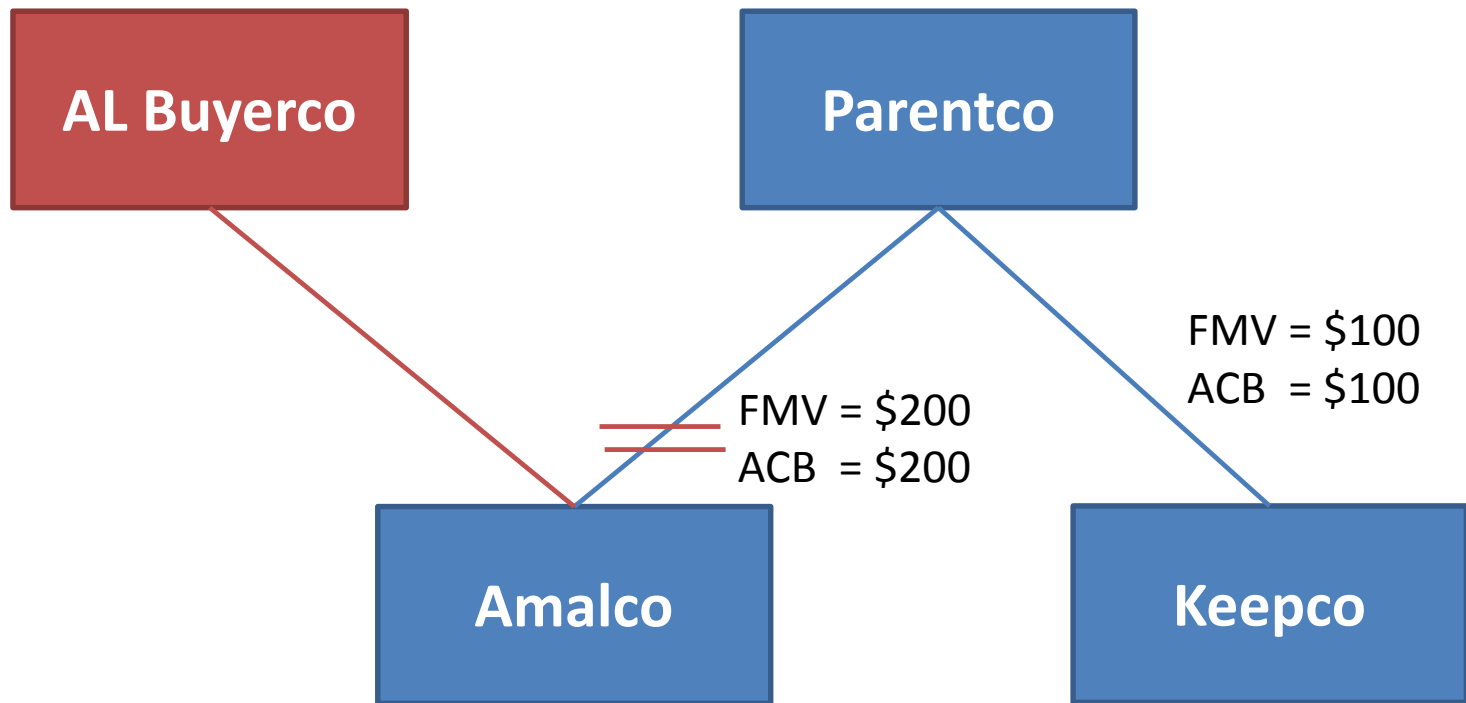 AL Buyerco
Parentco
FMV = $100
ACB = $100
FMV = $200
ACB = $200
Amalco
Keepco